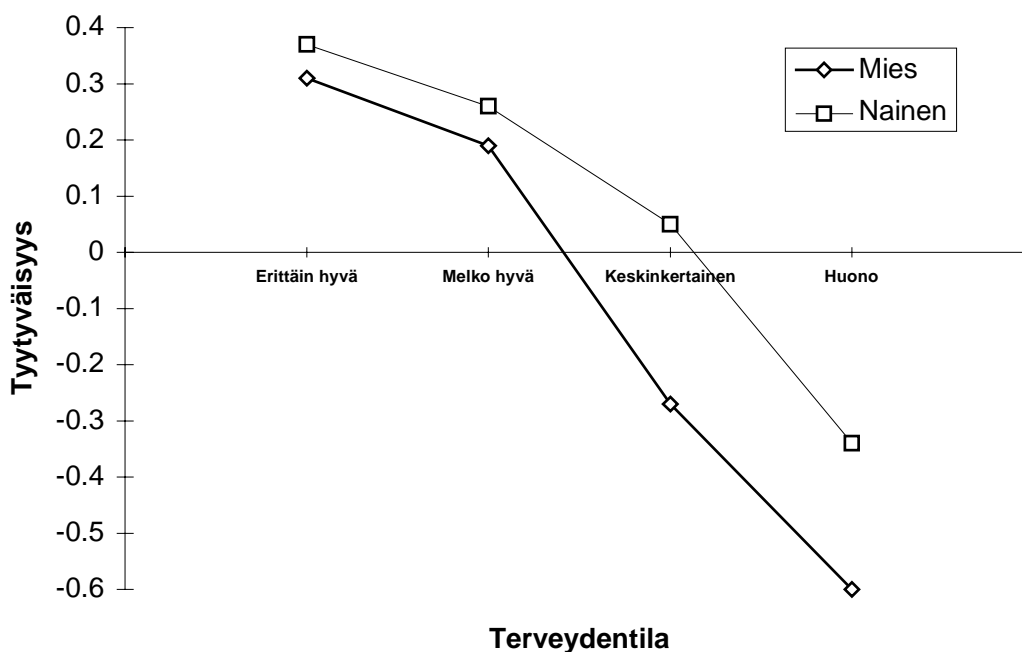 0.4
0.3
0.2
0.1
0
-0.1
-0.2
-0.3
-0.4
-0.5
-0.6
Tyytyväisyys
Mies
Nainen
Erittäin hyvä
Melko hyvä
Keskinkertainen
Huono
Terveydentila